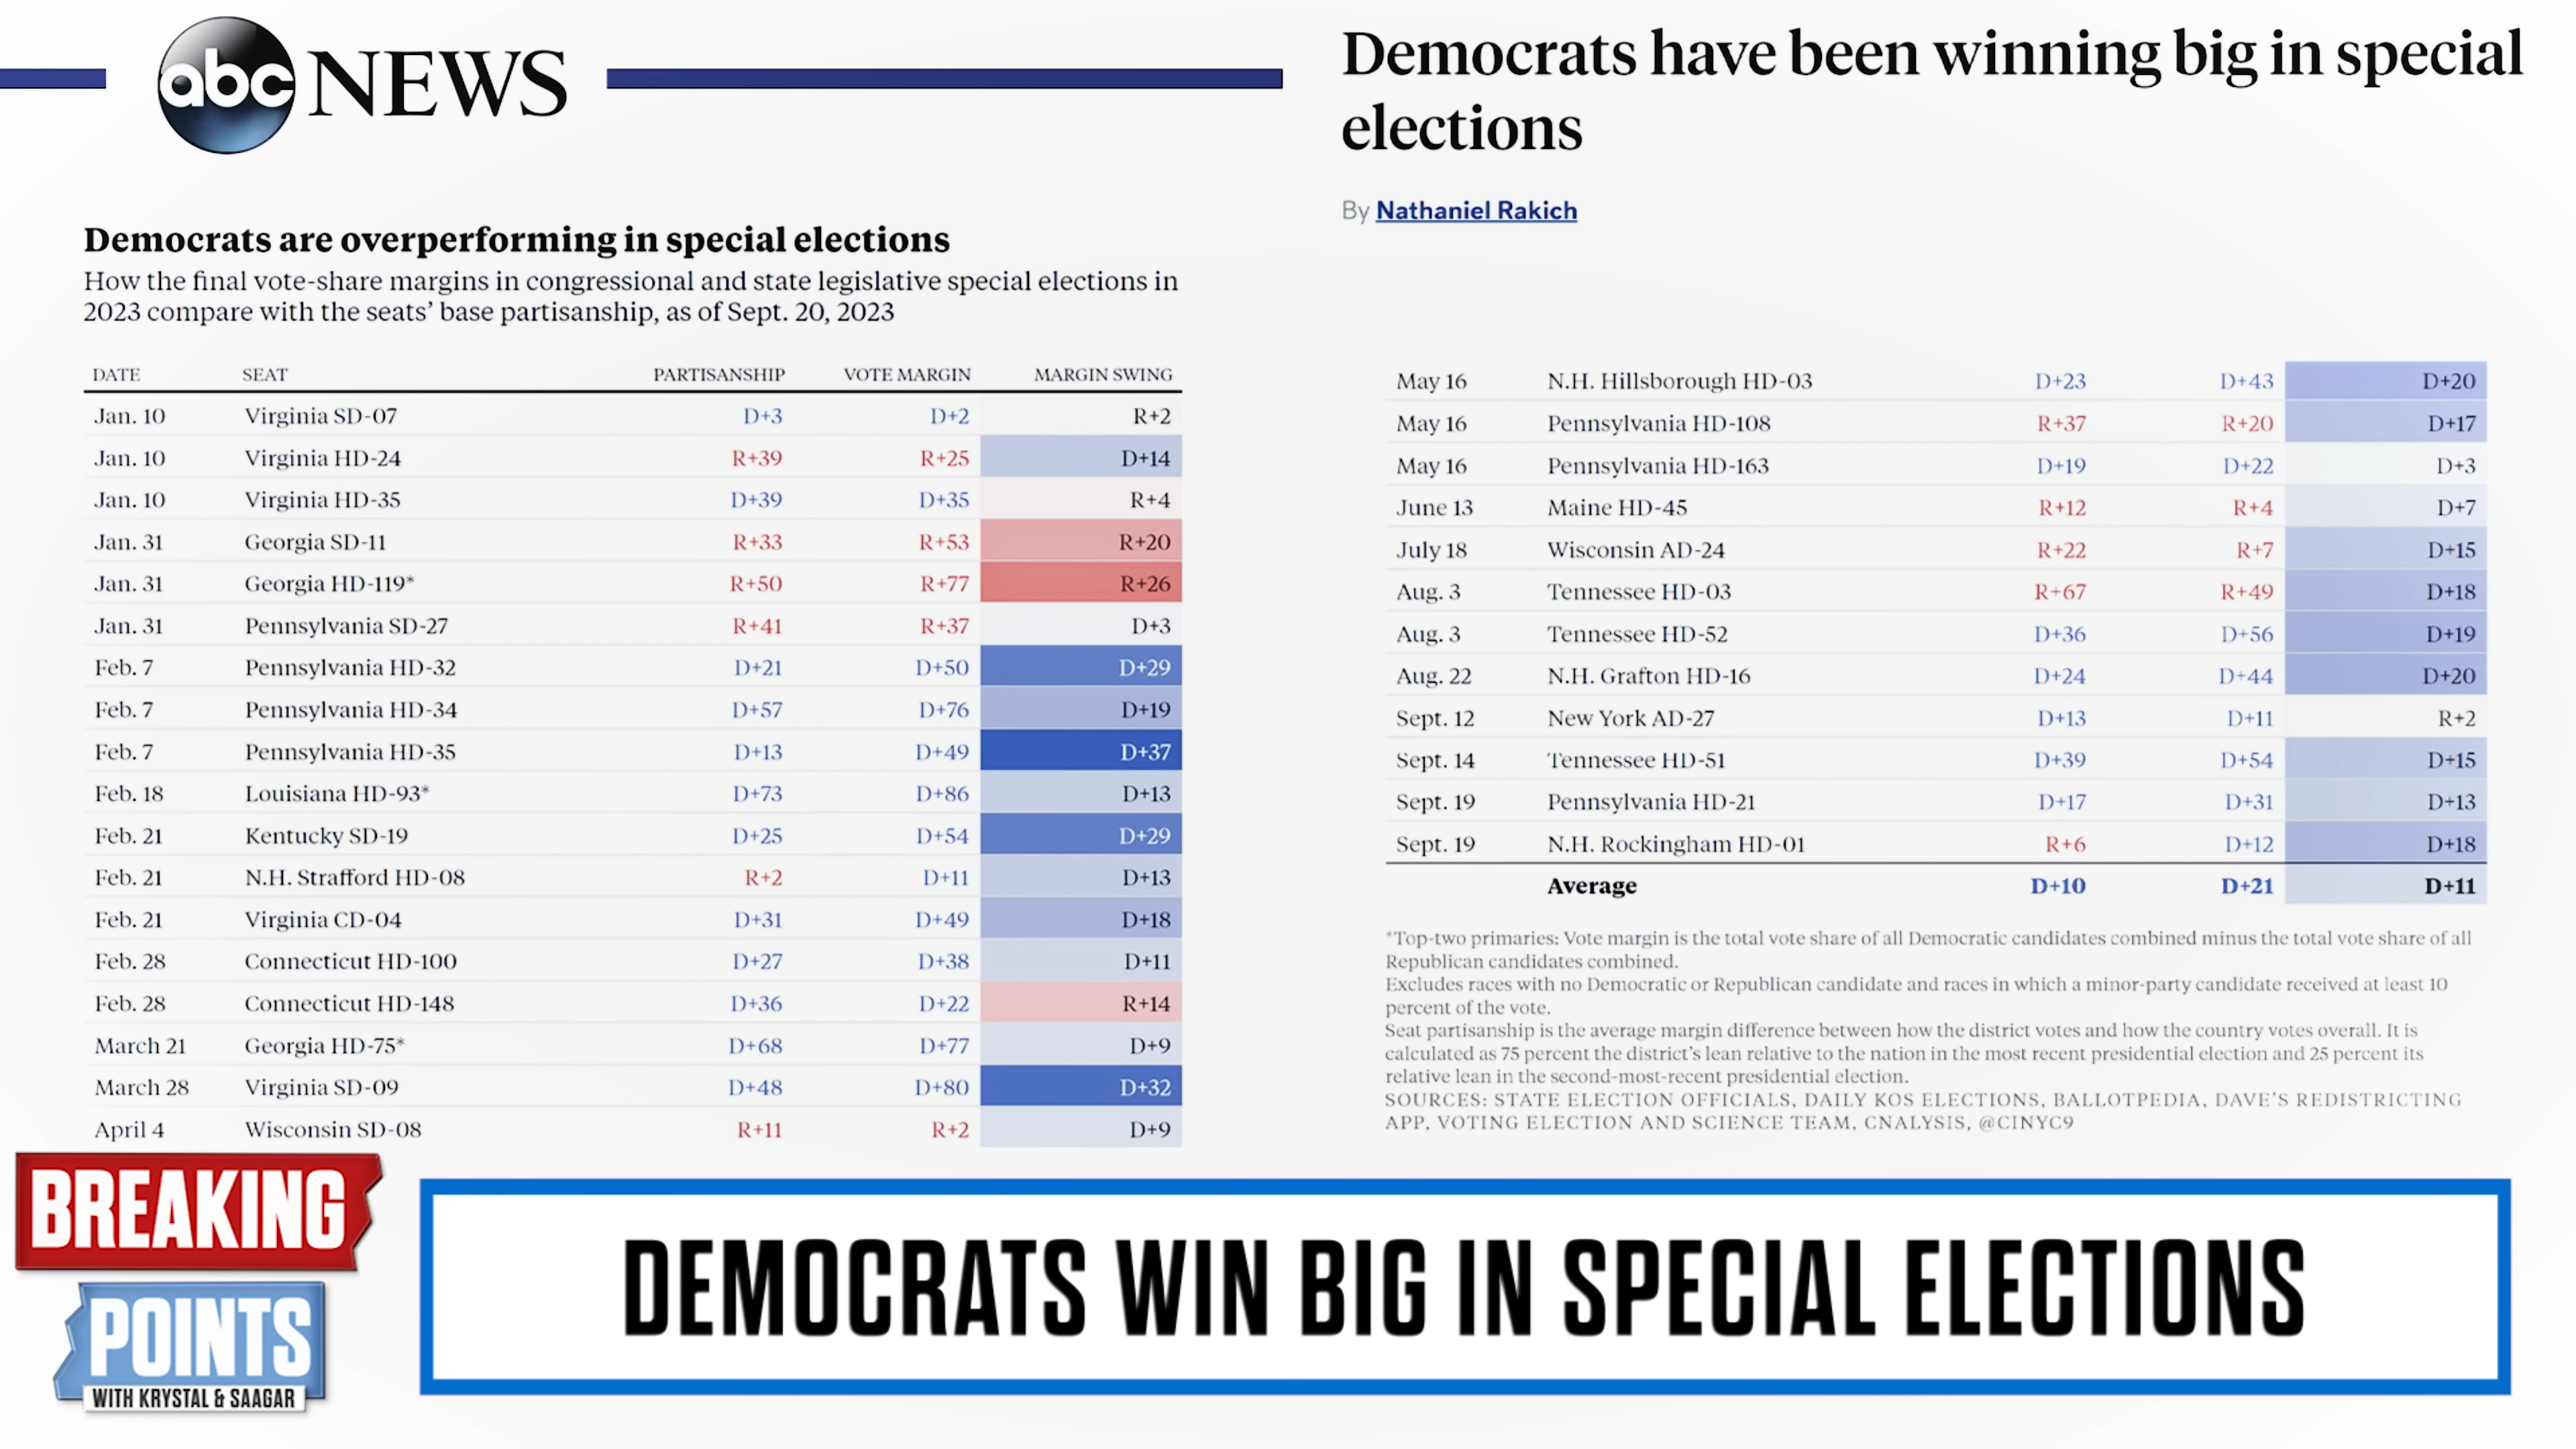 abc NEWS
Democrats have been winning big in special
elections
By Nathaniel Rakich
Democrats are overperforming in special elections
How the final vote-share margins in congressional and state legislative special elections in
2023 compare with the seats' base partisanship, as of Sept. 20, 2023
DATE SEAT PARTISANSHIP VOTE MARGIN MARGIN SWING
Jan. 10 Virginia SD-07 D+3 D+2 R+2
Jan. 10 Virginia HD-24 R+39 R+25 D+14
Jan. 10 Virginia HD-35 D+39 D+35 R+4
Jan. 31 Georgia SD-11 R+33 R+53 R+20
Jan. 31 Georgia HD-119* R+50 R+77 R+26
Jan. 31 Pennsylvania SD-27 R+41 R+37 D+3
Feb. 7 Pennsylvania HD-32 D+21 D+50 D+29
Feb. 7 Pennsylvania HD-34 D+57 D+76 D+19
Feb. 7 Pennsylvania HD-35 D+13 D+49 D+37
Feb. 18 Louisiana HD-93* D+73 D+86 D+13
Feb. 21 Kentucky SD-19 D+25 D+54 D+29
Feb. 21 N.H. Strafford HD-08 R+2 D+11 D+13
Feb. 21 Virginia CD-04 D+31 D+49 D+18
Feb. 28 Connecticut HD-100 D+27 D+38 D+11
Feb. 28 Connecticut HD-148 D+36 D+22 R+14
March 21 Georgia HD-75* D+68 D+77 D+9
March 28 Virginia SD-09 D+48 D+80 D+32
April 4 Wisconsin SD-08 R+11 R+2 D+9
May 16 N.H. Hillsborough HD-03 D+23 D+43 D+20
May 16 Pennsylvania HD-108 R+37 R+20 D+17
May 16 Pennsylvania HD-163 D+19 D+22 D+3
June 13 Maine HD-45 R+12 R+4 D+7
July 18 Wisconsin AD-24 R+22 R+7 D+15
Aug. 3 Tennessee HD-03 R+67 R+49 D+18
Aug. 3 Tennessee HD-52 D+36 D+56 D+19
Aug. 22 N.H. Grafton HD-16 D+24 D+44 D+20
Sept. 12 New York AD-27 D+13 D+11 R+2
Sept. 14 Tennessee HD-51 D+39 D+54 D+15
Sept. 19 Pennsylvania HD-21 D+17 D+31 D+13
Sept. 19 N.H. Rockingham HD-01 R+6 D+12 D+18
Average D+10 D+21 D+11
*Top-two primaries: Vote margin is the total vote share of all Democratic candidates combined minus the total vote share of all
Republican candidates combined.
Excludes races with no Democratic or Republican candidate and races in which a minor-party candidate received at least 10
percent of the vote.
Seat partisanship is the average margin difference between how the district votes and how the country votes overall. It is
calculated as 75 percent the district's lean relative to the nation in the most recent presidential election and 25 percent its
relative lean in the second-most-recent presidential election.
SOURCES: STATE ELECTION OFFICIALS, DAILY KOS ELECTIONS, BALLOTPEDIA, DAVE'S REDISTRICTING
APP, VOTING ELECTION AND SCIENCE TEAM, CNALYSIS, @CINYC9
BREAKING
POINTS
WITH KRYSTAL & SAAGAR
DEMOCRATS WIN BIG IN SPECIAL ELECTIONS